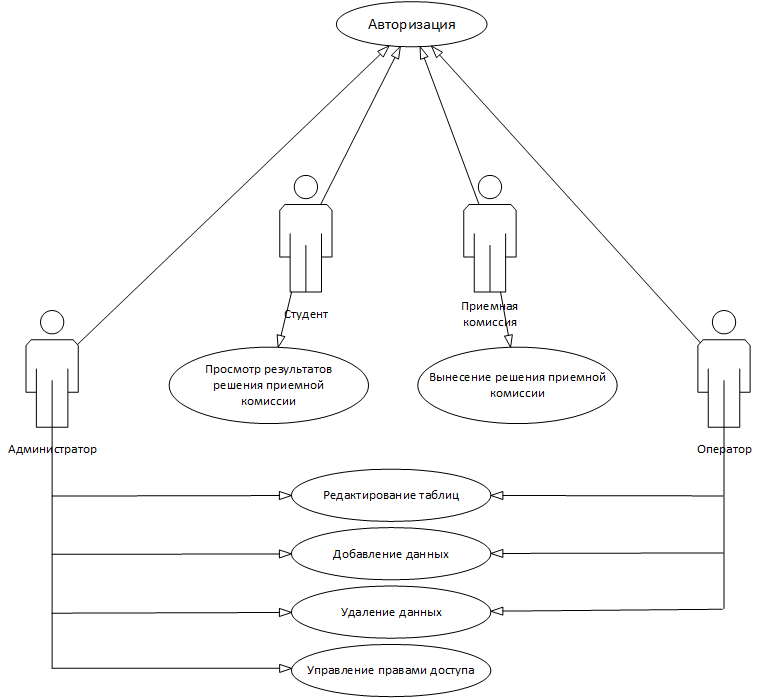 Авторизация
Студент
Приемная
комиссия
Просмотр результатов
решения приемной
комиссии
Вынесение решения приемной
комиссии
Администратор
Оператор
Редактирование таблиц
Добавление данных
Удаление данных
Управление правами доступа